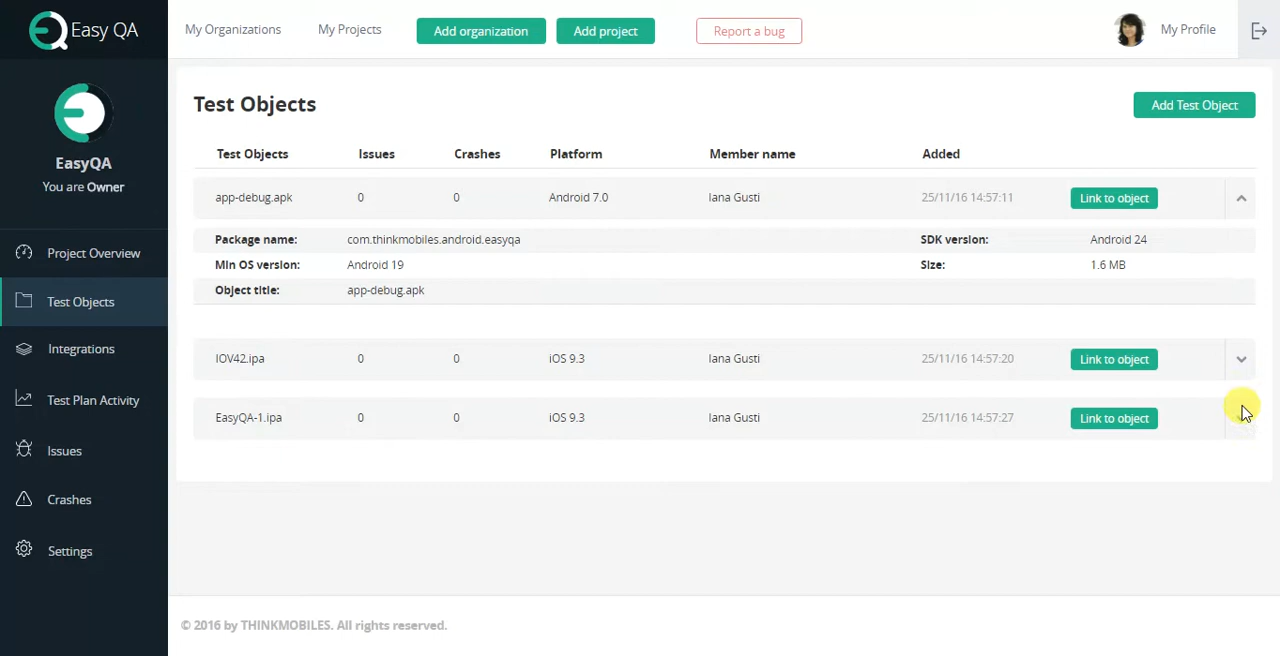 Easy QA
My Organizations My Projects Add organization Add project Report a bug My Profile
EasyQA
You are Owner
Project Overview
Test Objects
Integrations
Test Plan Activity
Issues
Crashes
Settings
Test Objects Add Test Object
Test Objects Issues Crashes Platform Member name Added
app-debug.apk 0 0 Android 7.0 Iana Gusti 25/11/16 14:57:11 Link to object
Package name: com.thinkmobiles.android.easyqa SDK version: Android 24
Min OS version: Android 19 Size: 1.6 MB
Object title: app-debug.apk
IOV42.ipa 0 0 iOS 9.3 Iana Gusti 25/11/16 14:57:20 Link to object
EasyQA-1.ipa 0 0 iOS 9.3 Iana Gusti 25/11/16 14:57:27 Link to object
© 2016 by THINKMOBILES. All rights reserved.